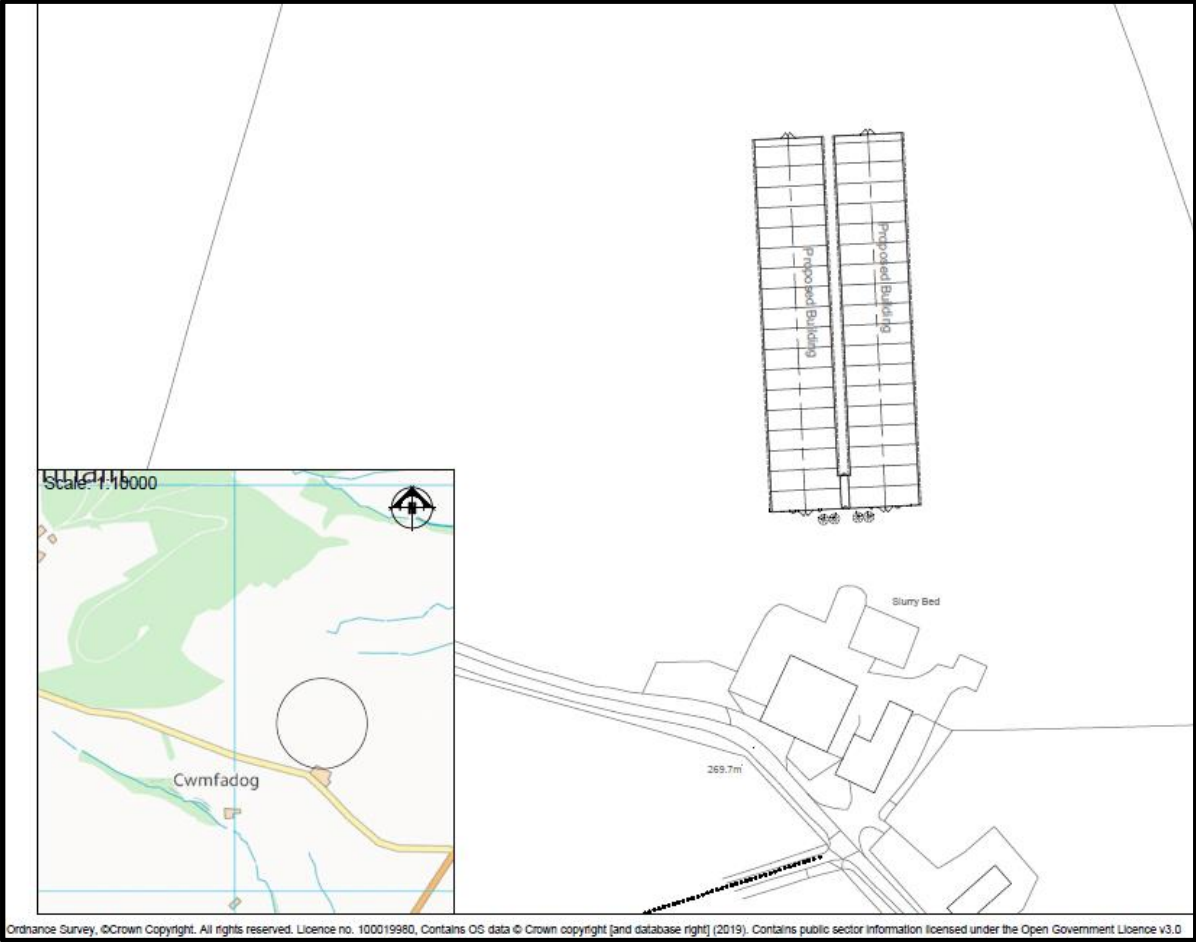 Proposed Building
Proposed Building
Scale: 1:10000
Cwmfadog
Slurry Bed
269.7m
Ordnance Survey, ©Crown Copyright. All rights reserved. Licence no. 100019980, Contains OS data © Crown copyright [and database right] (2019). Contains public sector information licensed under the Open Government Licence v3.0